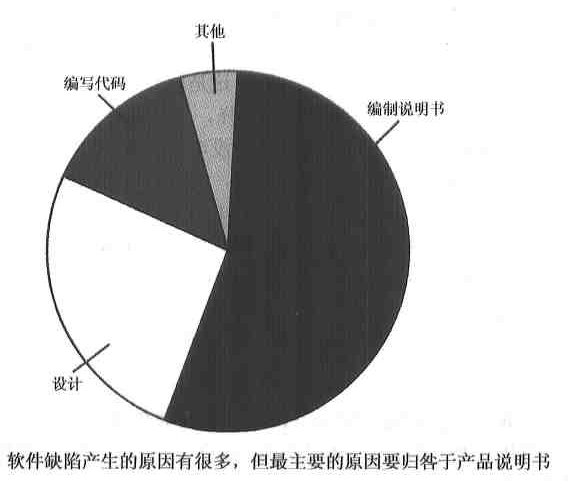 其他
编写代码
编制说明书
设计
软件缺陷产生的原因有很多，但最主要的原因要归咎于产品说明书